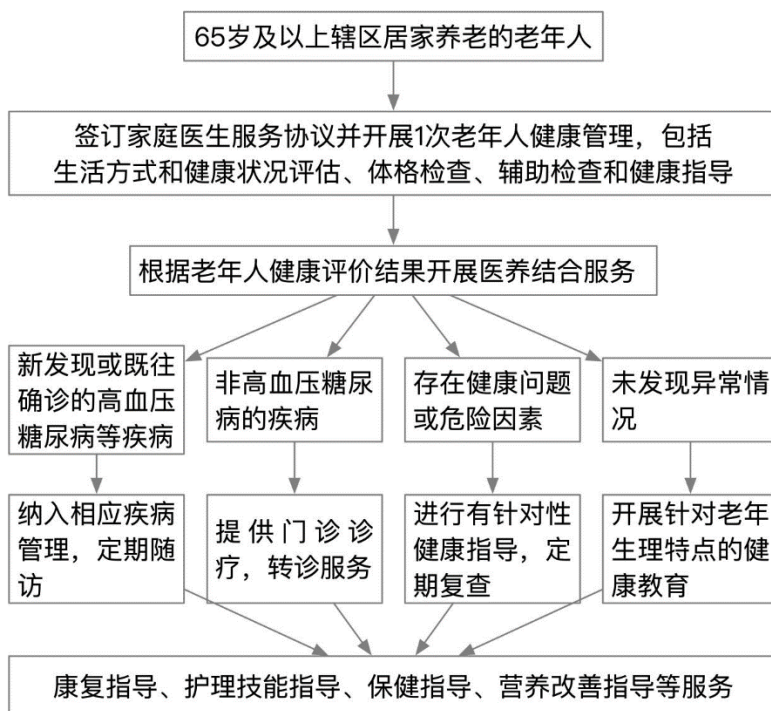 65岁及以上辖区居家养老的老年人
签订家庭医生服务协议并开展1次老年人健康管理，包括
生活方式和健康状况评估、体格检查、辅助检查和健康指导
根据老年人健康评价结果开展医养结合服务
新发现或既往
确诊的高血压
糖尿病等疾病
非高血压糖尿
病的疾病
存在健康问题
或危险因素
未发现异常情
况
纳入相应疾病
管理，定期随
访
提供门诊诊
疗，转诊服务
进行有针对性
健康指导，定
期复查
开展针对老年
生理特点的健
康教育
康复指导、护理技能指导、保健指导、营养改善指导等服务